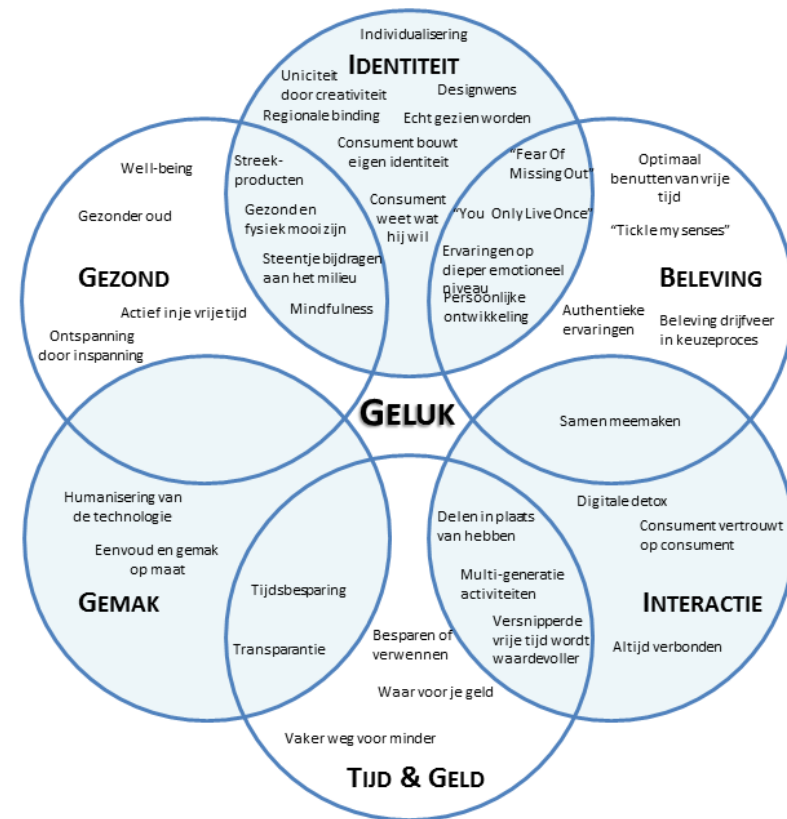 Individualisering
IDENTITEIT
Uniciteit
door creativiteit
Designwens
Regionale binding
Echt gezien worden
Consument bouwt
eigen identiteit
Consument
weet wat
hij wil
Streek-
producten
Gezond en
fysiek mooi zijn
Steentje bijdragen
aan het milieu
Mindfulness
"Fear Of
Missing Out"
"You Only Live Once"
Ervaringen op
dieper emotioneel
niveau
Persoonlijke
ontwikkeling
Well-being
Gezonder oud
GEZOND
Actief in je vrije tijd
Ontspanning
door inspanning
Optimaal
benutten van vrije
tijd
"Tickle my senses"
BELEVING
Authentieke
ervaringen
Beleving drijfveer
in keuzeproces
GELUK
Samen meemaken
Humanisering van
de technologie
Eenvoud en gemak
op maat
GEMAK
Tijdsbesparing
Transparantie
Delen in plaats
van hebben
Multi-generatie
activiteiten
Versnipperde
vrije tijd wordt
waardevoller
Digitale detox
Consument vertrouwt
op consument
INTERACTIE
Altijd verbonden
Besparen of
verwennen
Waar voor je geld
Vaker weg voor minder
TIJD & GELD